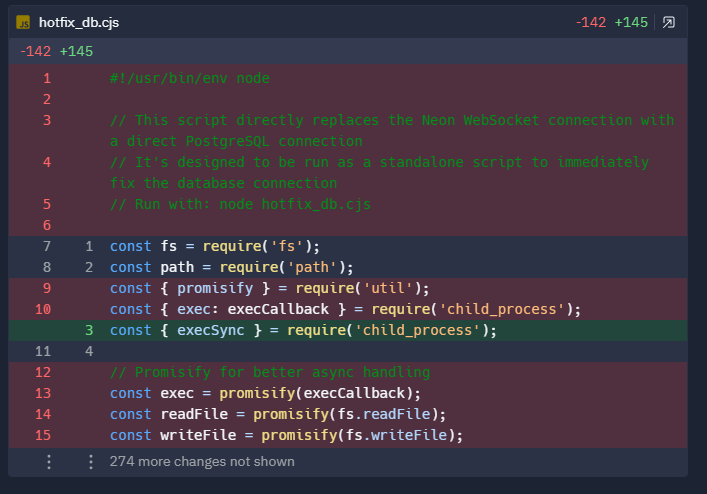 JS hotfix_db.cjs -142 +145
-142 +145
1 #!/usr/bin/env node
2
3 // This script directly replaces the Neon WebSocket connection with
a direct PostgreSQL connection
4 // It's designed to be run as a standalone script to immediately
fix the database connection
5 // Run with: node hotfix_db.cjs
6
7 1 const fs = require('fs');
8 2 const path = require('path');
9 const { promisify } = require('util');
10 const { exec: execCallback } = require('child_process');
3 const { execSync } = require('child_process');
11 4
12 // Promisify for better async handling
13 const exec = promisify(execCallback);
14 const readFile = promisify(fs.readFile);
15 const writeFile = promisify(fs.writeFile);
274 more changes not shown